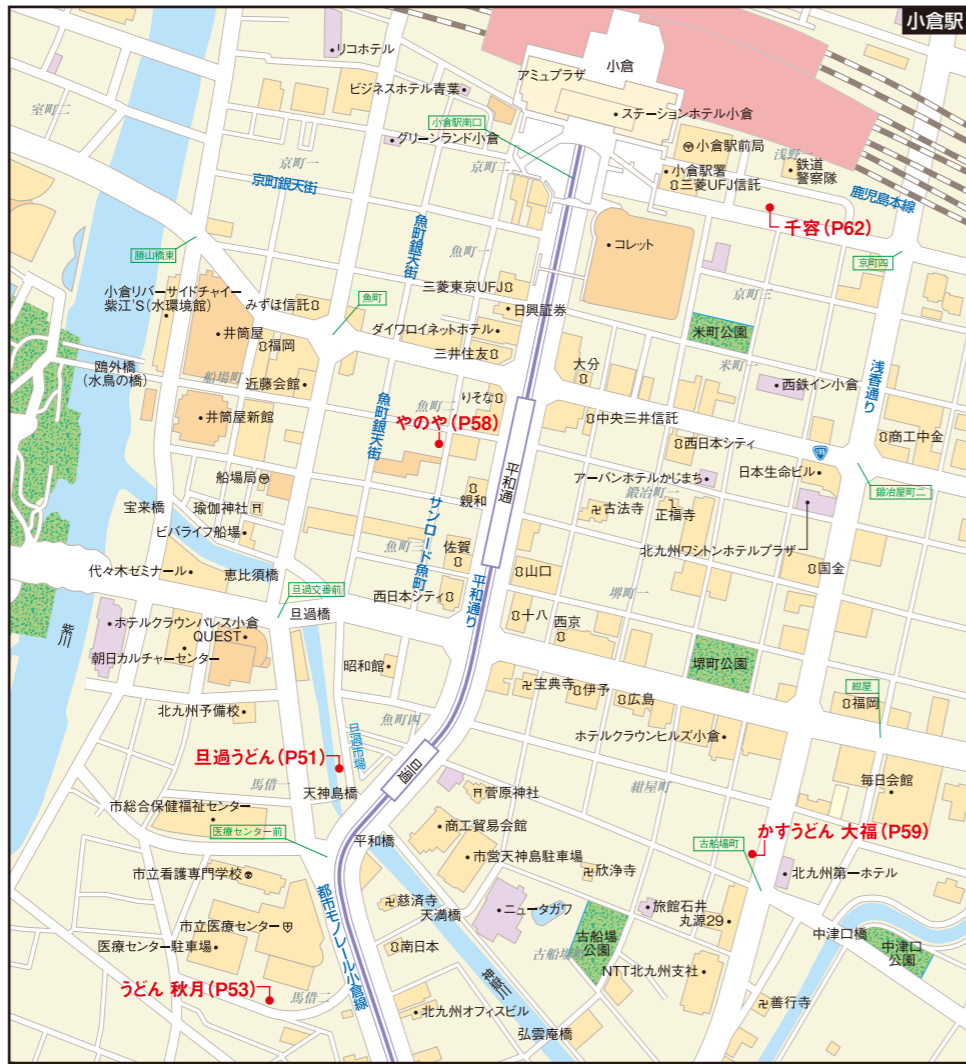 小倉駅
リコホテル
小倉
アミュプラザ
ビジネスホテル青葉
ステーションホテル小倉
室町二
小倉駅南口
グリーンランド小倉
小倉駅前局
浅野一
京町一
京町二
小倉駅署
鉄道
警察隊
三菱UFJ信託
京町銀天街
鹿児島本線
千容(P62)
魚町銀天街
魚町一
コレット
勝山橋東
京町四
小倉リバーサイドチャイナ
紫江'S(水環境館)
みずほ信託
魚町
三菱東京UFJ
京町三
日興証券
井筒屋
ダイワロイネットホテル
米町公園
福岡
三井住友
米町一
鴎外橋
(水鳥の橋)
船場町
近藤会館
大分
浅香通り
西鉄イン小倉
井筒屋新館
魚町銀天街
魚町二
りそな
中央三井信託
やのや(P58)
西日本シティ
商工中金
199
平和通
船場局
アーバンホテルかじまち
日本生命ビル
鍛冶町一
鍛冶屋町二
宝来橋
瑜伽神社
サンロード魚町
親和
古法寺
正福寺
ビバライフ船場
魚町三
佐賀
北九州ワシントンホテルプラザ
代々木ゼミナール
恵比須橋
山口
国金
旦過交番前
西日本シティ
平和通り
堺町一
旦過橋
十八
西京
紫川
ホテルクラウンパレス小倉
QUEST
朝日カルチャーセンター
昭和館
堺町公園
宝典寺
伊予
広島
紺屋
福岡
北九州予備校
魚町四
旦過市場
ホテルクラウンヒルズ小倉
旦過うどん(P51)
旦過
馬借一
天神島橋
菅原神社
紺屋町
毎日会館
市総合保健福祉センター
医療センター前
平和橋
商工貿易会館
古船場町
かすうどん 大福(P59)
市営天神島駐車場
市立看護専門学校
欣浄寺
北九州第一ホテル
都市モノレール小倉線
慈済寺
天満橋
ニュータガワ
旅館石井
市立医療センター
丸源29
古船場
公園
中津口橋
医療センター駐車場
南日本
中津口
公園
神嶽川
NTT北九州支社
うどん 秋月(P53)
馬借二
北九州オフィスビル
善行寺
弘雲庵橋